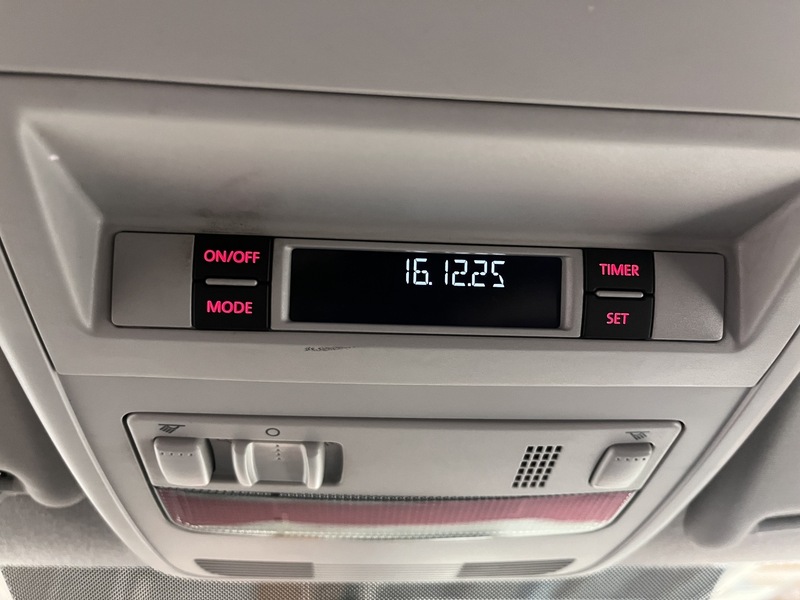 ON/OFF
MODE
16.12.25
TIMER
SET